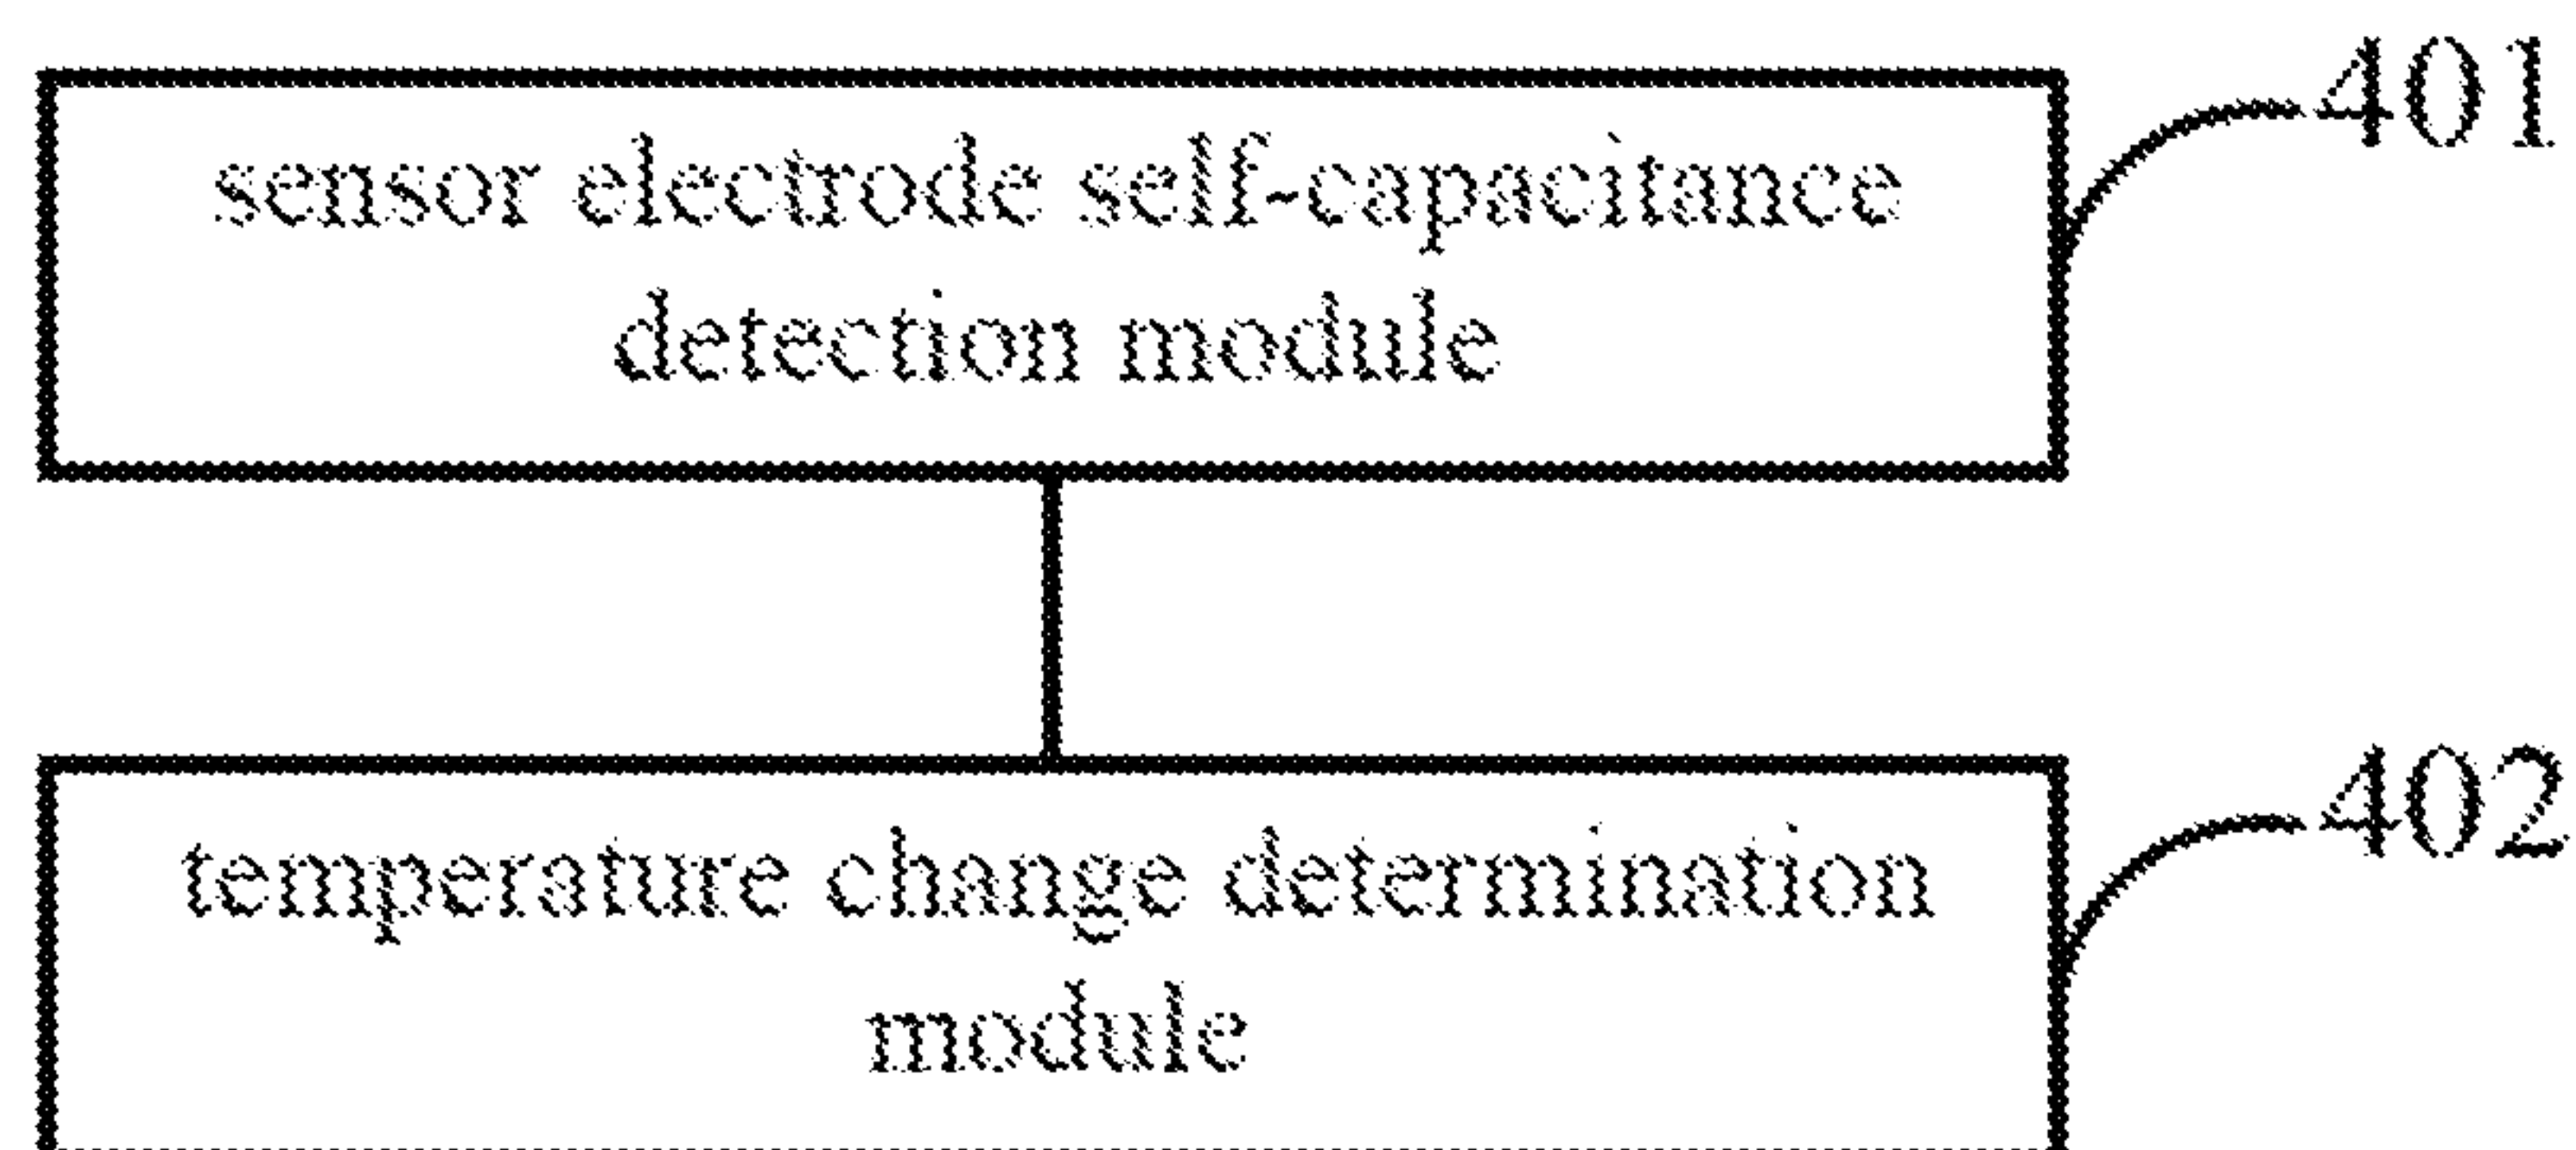 401
sensor electrode self-capacitance
detection module
402
temperature change determination
module